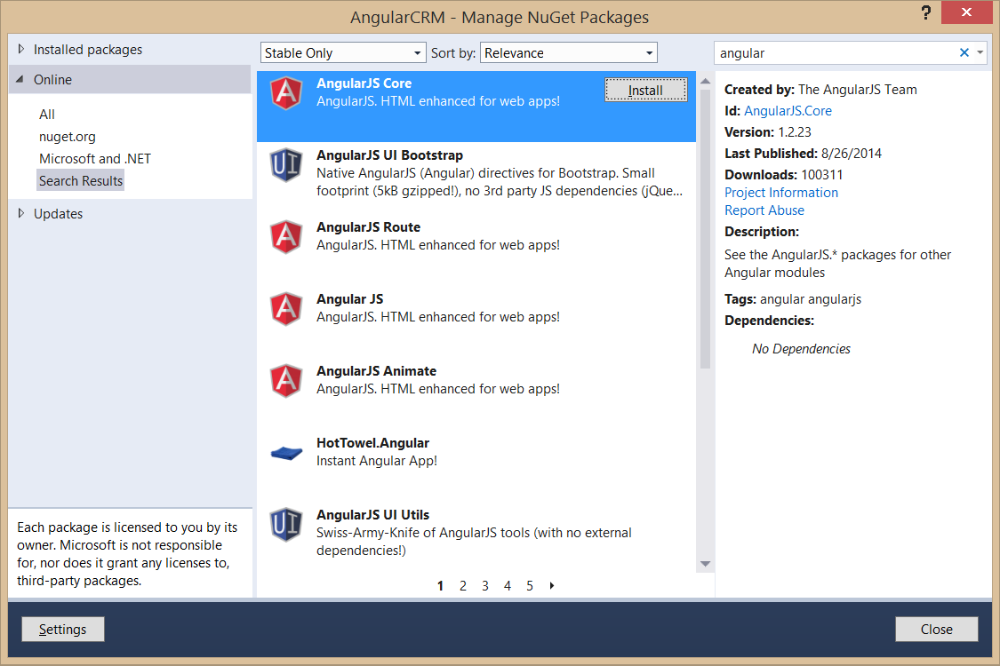 AngularCRM - Manage NuGet Packages
?
Installed packages
Online
All
nuget.org
Microsoft and .NET
Search Results
Updates
Each package is licensed to you by its
owner. Microsoft is not responsible
for, nor does it grant any licenses to,
third-party packages.
Stable Only
Sort by:
Relevance
AngularJS Core
AngularJS. HTML enhanced for web apps!
Install
AngularJS UI Bootstrap
Native AngularJS (Angular) directives for Bootstrap. Small
footprint (5kB gzipped!), no 3rd party JS dependencies (jQue...
AngularJS Route
AngularJS. HTML enhanced for web apps!
Angular JS
AngularJS. HTML enhanced for web apps!
AngularJS Animate
AngularJS. HTML enhanced for web apps!
HotTowel.Angular
Instant Angular App!
AngularJS UI Utils
Swiss-Army-Knife of AngularJS tools (with no external
dependencies!)
1 2 3 4 5
angular
Created by: The AngularJS Team
Id: AngularJS.Core
Version: 1.2.23
Last Published: 8/26/2014
Downloads: 100311
Project Information
Report Abuse
Description:
See the AngularJS.* packages for other
Angular modules
Tags: angular angularjs
Dependencies:
No Dependencies
Settings
Close